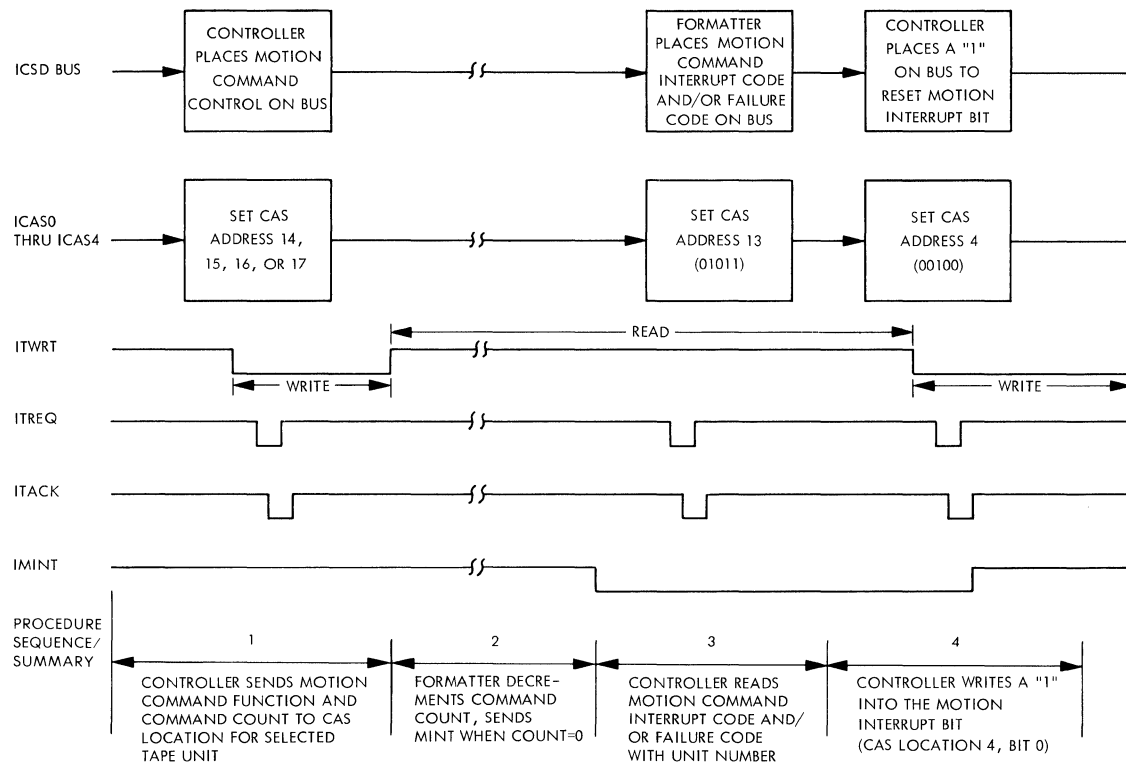 ICSD BUS
CONTROLLER
PLACES MOTION
COMMAND
CONTROL ON BUS
FORMATTER
PLACES MOTION
COMMAND
INTERRUPT CODE
AND/OR FAILURE
CODE ON BUS
CONTROLLER
PLACES A "1"
ON BUS TO
RESET MOTION
INTERRUPT BIT
ICAS0
THRU ICAS4
SET CAS
ADDRESS 14,
15, 16, OR 17
SET CAS
ADDRESS 13
(01011)
SET CAS
ADDRESS 4
(00100)
READ
ITWRT
WRITE
WRITE
ITREQ
ITACK
IMINT
PROCEDURE
SEQUENCE/
SUMMARY
1
CONTROLLER SENDS MOTION
COMMAND FUNCTION AND
COMMAND COUNT TO CAS
LOCATION FOR SELECTED
TAPE UNIT
2
FORMATTER DECRE-
MENTS COMMAND
COUNT, SENDS
MINT WHEN COUNT=0
3
CONTROLLER READS
MOTION COMMAND
INTERRUPT CODE AND/
OR FAILURE CODE
WITH UNIT NUMBER
4
CONTROLLER WRITES A "1"
INTO THE MOTION
INTERRUPT BIT
(CAS LOCATION 4, BIT 0)